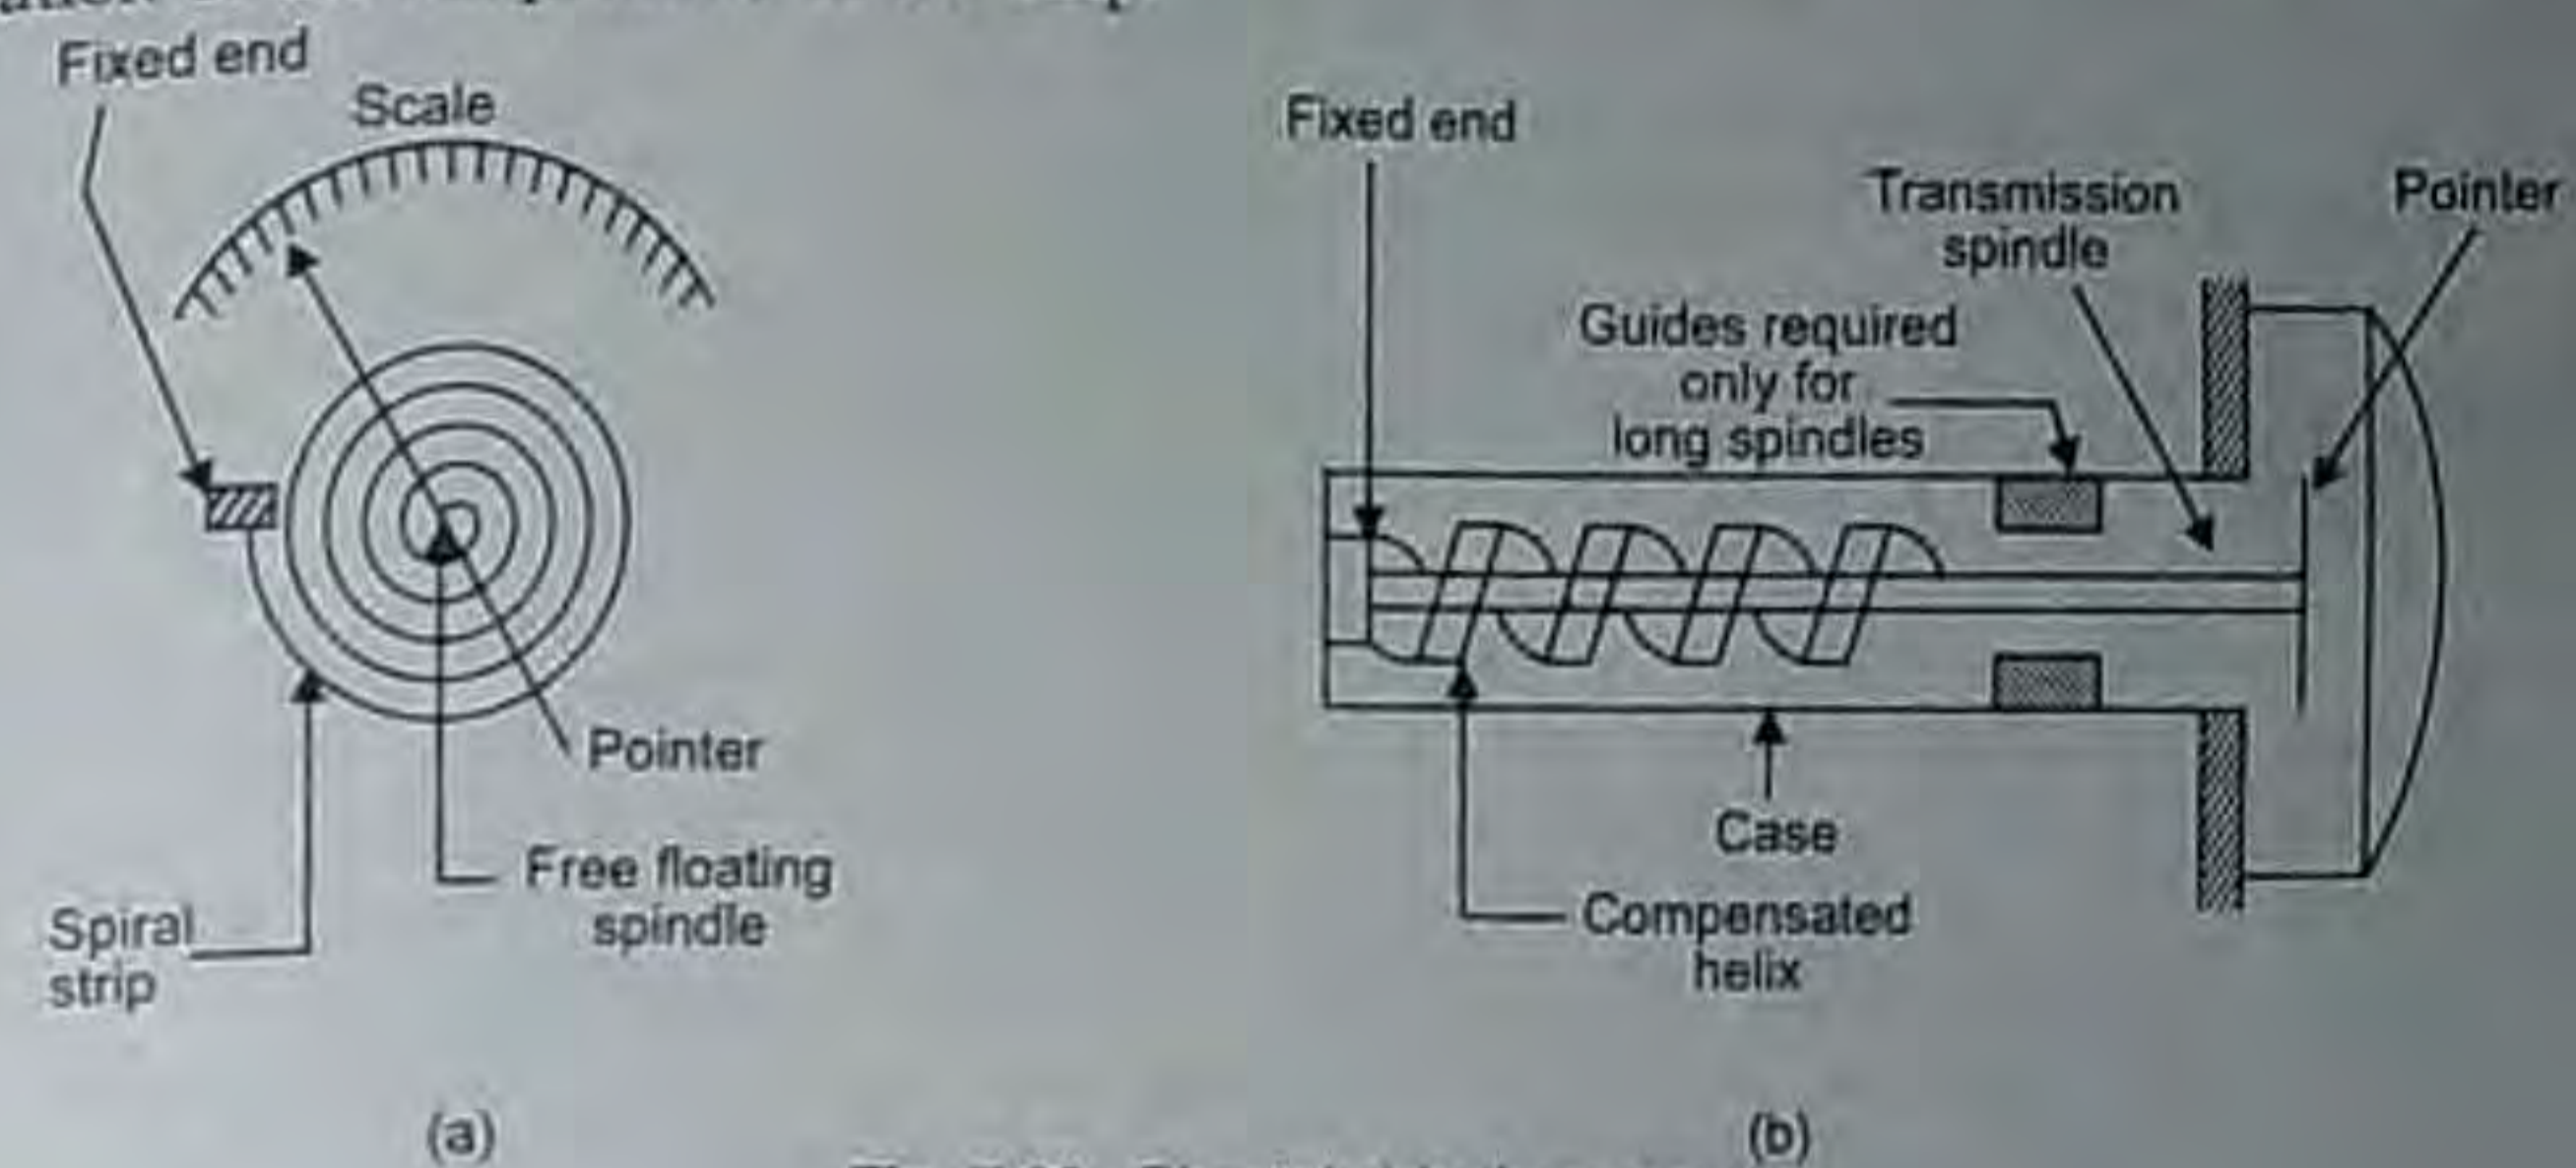 Fixed end
Scale
Pointer
Free floating
spindle
Spiral
strip
(a)
Fixed end
Transmission
spindle
Pointer
Guides required
only for
long spindles
Case
Compensated
helix
(b)